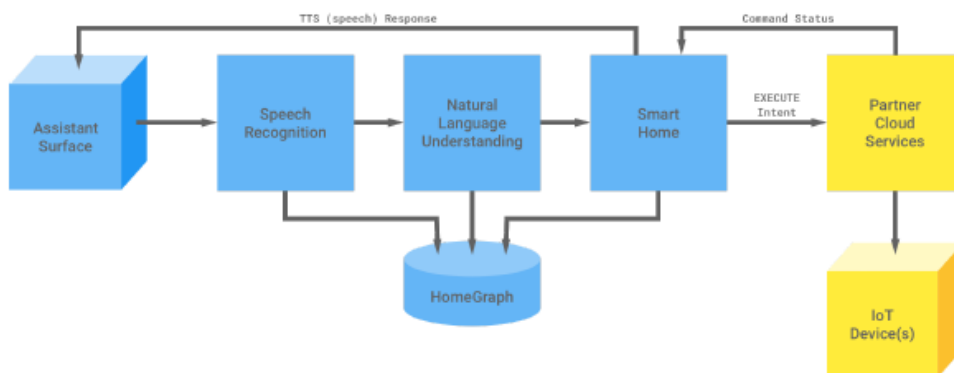 TTS (speech) Response
Command Status
Assistant
Surface
Speech
Recognition
Natural
Language
Understanding
Smart
Home
EXECUTE
Intent
Partner
Cloud
Services
HomeGraph
IoT
Device(s)